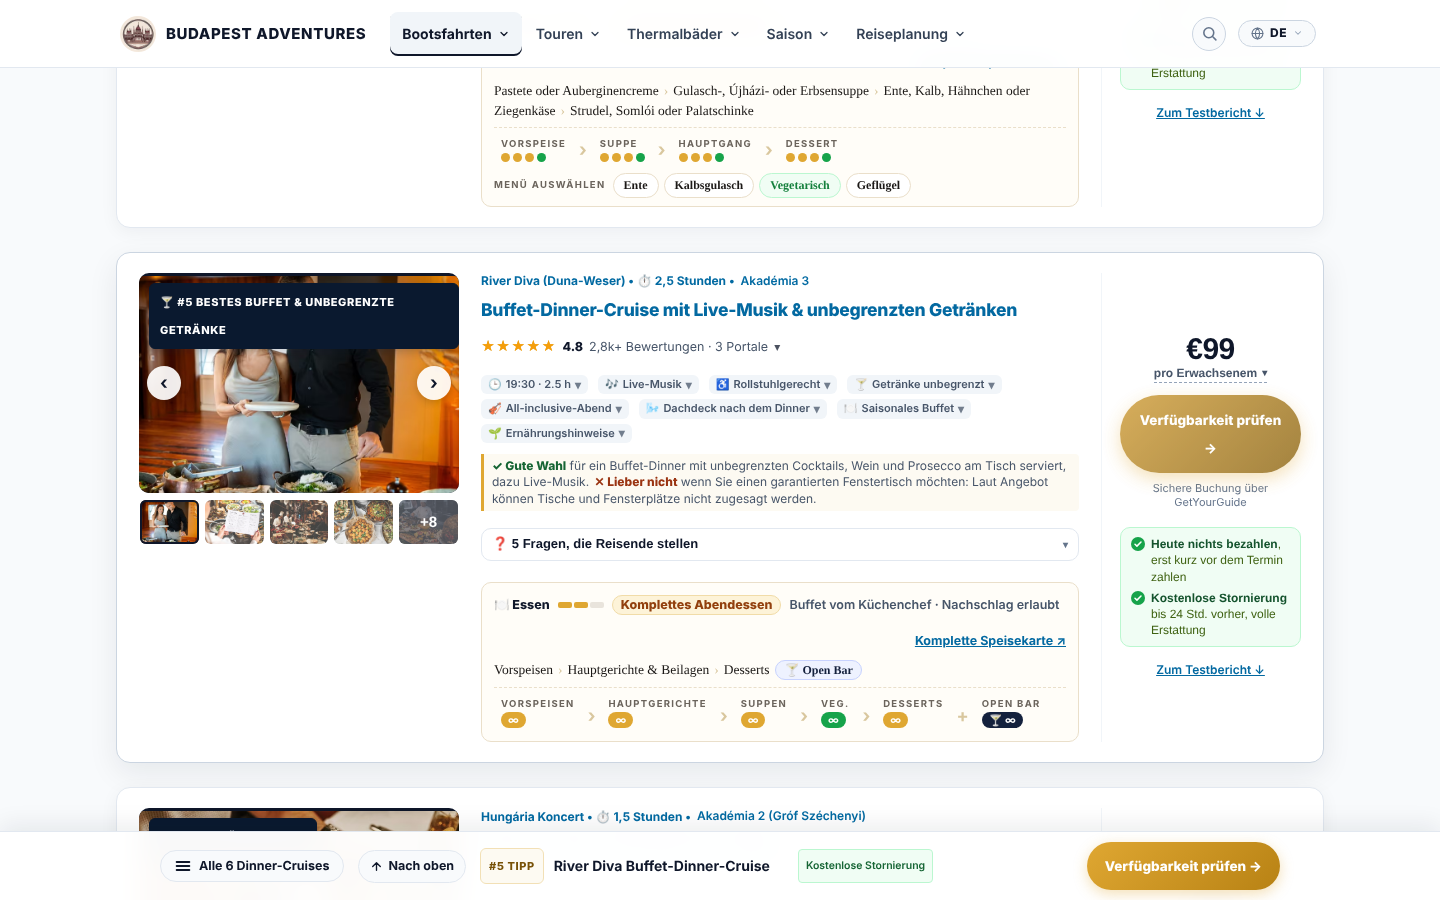 BUDAPEST ADVENTURES
Bootsfahrten
Touren
Thermalbäder
Saison
Reiseplanung
DE
Pastete oder Auberginencreme › Gulasch-, Újházi- oder Erbsensuppe › Ente, Kalb, Hähnchen oder
Ziegenkäse › Strudel, Somlói oder Palatschinke
VORSPEISE › SUPPE › HAUPTGANG › DESSERT
MENÜ AUSWÄHLEN Ente Kalbsgulasch Vegetarisch Geflügel
Erstattung
Zum Testbericht ↓
🍸 #5 BESTES BUFFET & UNBEGRENZTE
GETRÄNKE
+8
River Diva (Duna-Weser) • ⏱ 2,5 Stunden • Akadémia 3
Buffet-Dinner-Cruise mit Live-Musik & unbegrenzten Getränken
★★★★★ 4.8 2,8k+ Bewertungen · 3 Portale ▾
🕒 19:30 · 2.5 h ▾ 🎶 Live-Musik ▾ ♿ Rollstuhlgerecht ▾ 🍸 Getränke unbegrenzt ▾
🎻 All-inclusive-Abend ▾ 🌬 Dachdeck nach dem Dinner ▾ 🍽 Saisonales Buffet ▾
🌱 Ernährungshinweise ▾
✓ Gute Wahl für ein Buffet-Dinner mit unbegrenzten Cocktails, Wein und Prosecco am Tisch serviert,
dazu Live-Musik. ✕ Lieber nicht wenn Sie einen garantierten Fenstertisch möchten: Laut Angebot
können Tische und Fensterplätze nicht zugesagt werden.
❓ 5 Fragen, die Reisende stellen ▾
🍽 Essen Komplettes Abendessen Buffet vom Küchenchef · Nachschlag erlaubt
Komplette Speisekarte ↗
Vorspeisen › Hauptgerichte & Beilagen › Desserts 🍸 Open Bar
VORSPEISEN › HAUPTGERICHTE › SUPPEN › VEG. › DESSERTS + OPEN BAR
∞ ∞ ∞ ∞ ∞ 🍸 ∞
€99
pro Erwachsenem ▾
Verfügbarkeit prüfen
→
Sichere Buchung über
GetYourGuide
Heute nichts bezahlen,
erst kurz vor dem Termin
zahlen
Kostenlose Stornierung
bis 24 Std. vorher, volle
Erstattung
Zum Testbericht ↓
Hungária Koncert • ⏱ 1,5 Stunden • Akadémia 2 (Gróf Széchenyi)
Alle 6 Dinner-Cruises
↑ Nach oben
#5 TIPP
River Diva Buffet-Dinner-Cruise
Kostenlose Stornierung
Verfügbarkeit prüfen →